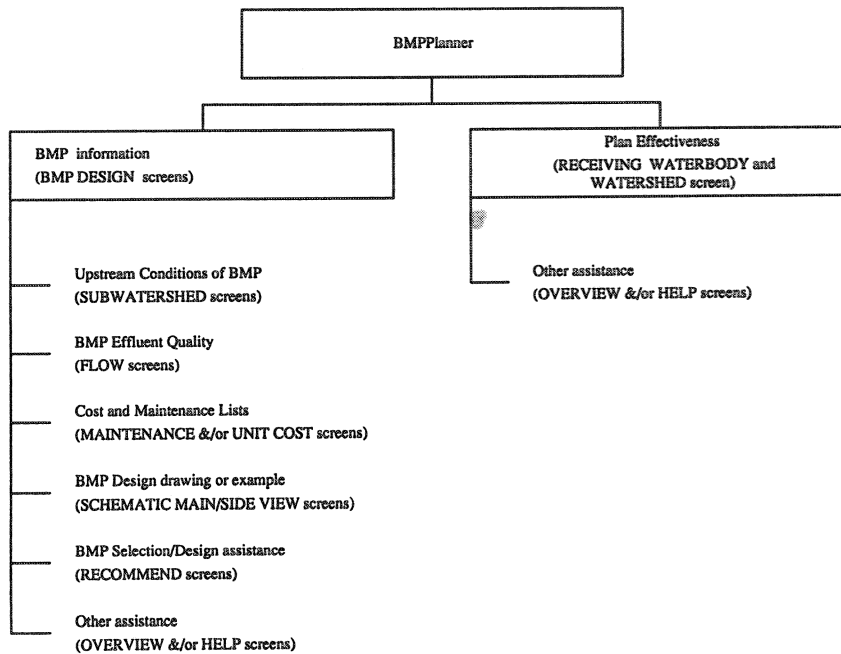 BMPPlanner
BMP information
(BMP DESIGN screens)
Plan Effectiveness
(RECEIVING WATERBODY and
WATERSHED screen)
Upstream Conditions of BMP
(SUBWATERSHED screens)
BMP Effluent Quality
(FLOW screens)
Cost and Maintenance Lists
(MAINTENANCE &/or UNIT COST screens)
BMP Design drawing or example
(SCHEMATIC MAIN/SIDE VIEW screens)
BMP Selection/Design assistance
(RECOMMEND screens)
Other assistance
(OVERVIEW &/or HELP screens)
Other assistance
(OVERVIEW &/or HELP screens)